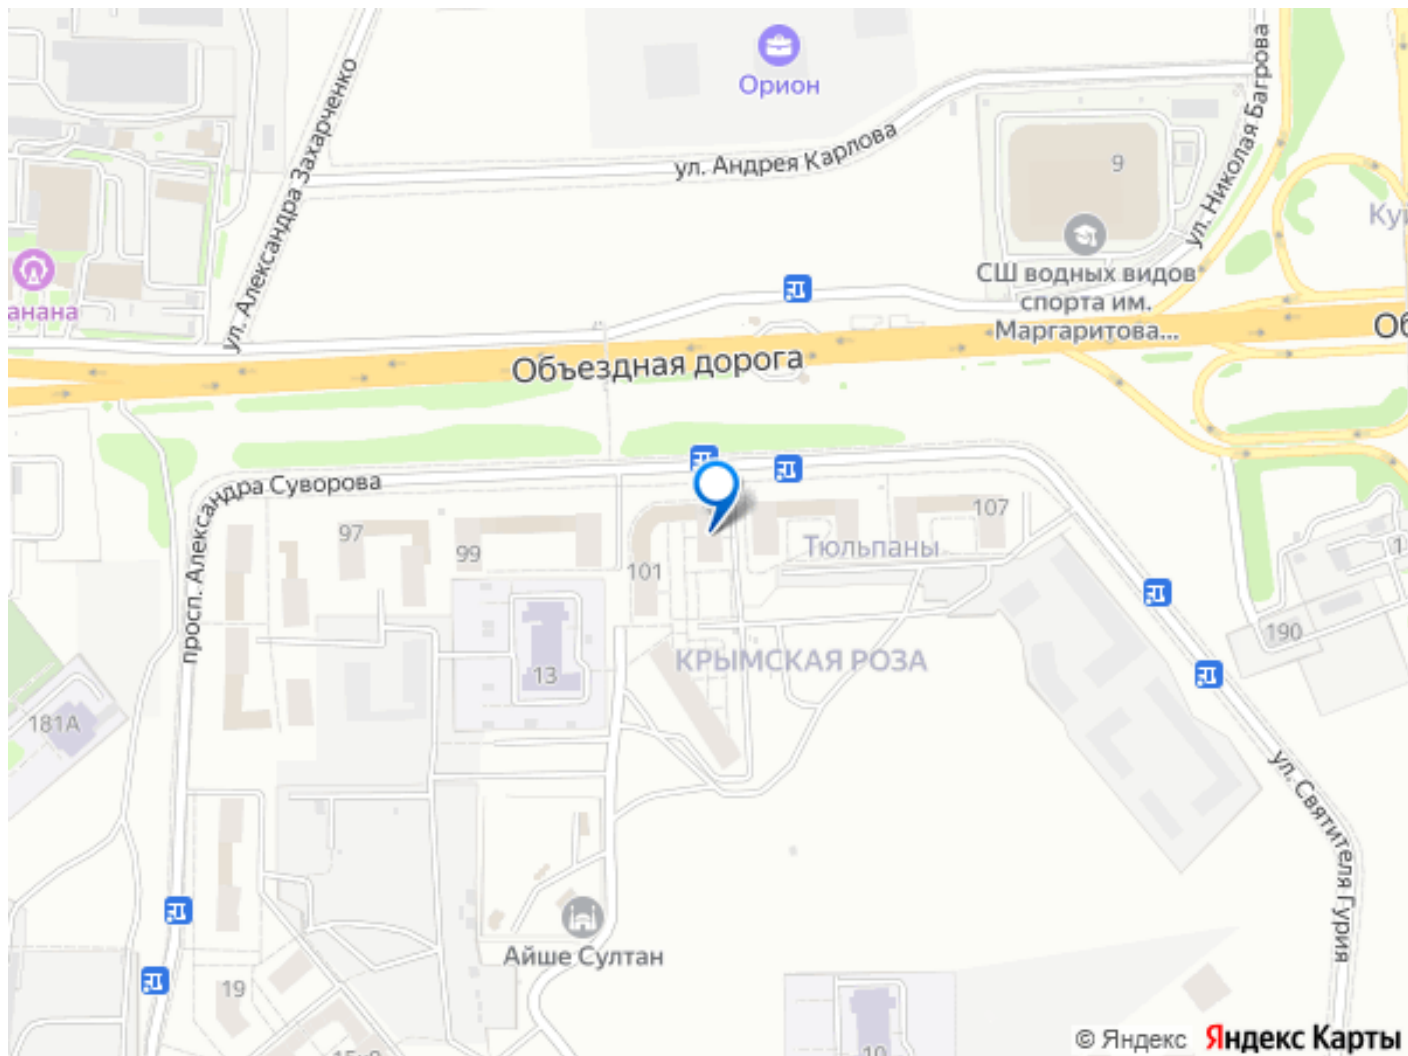 Орион
ул. Андрея Карлова
9
ул. Николая Багрова
ул. Александра Захарченко
СШ водных видов
спорта им.
Маргаритова...
анана
Объездная дорога
Об
просп. Александра Суворова
97
99
101
107
Тюльпаны
13
КРЫМСКАЯ РОЗА
190
181А
ул. Святителя Гурия
Айше Султан
19
10
© Яндекс Яндекс Карты